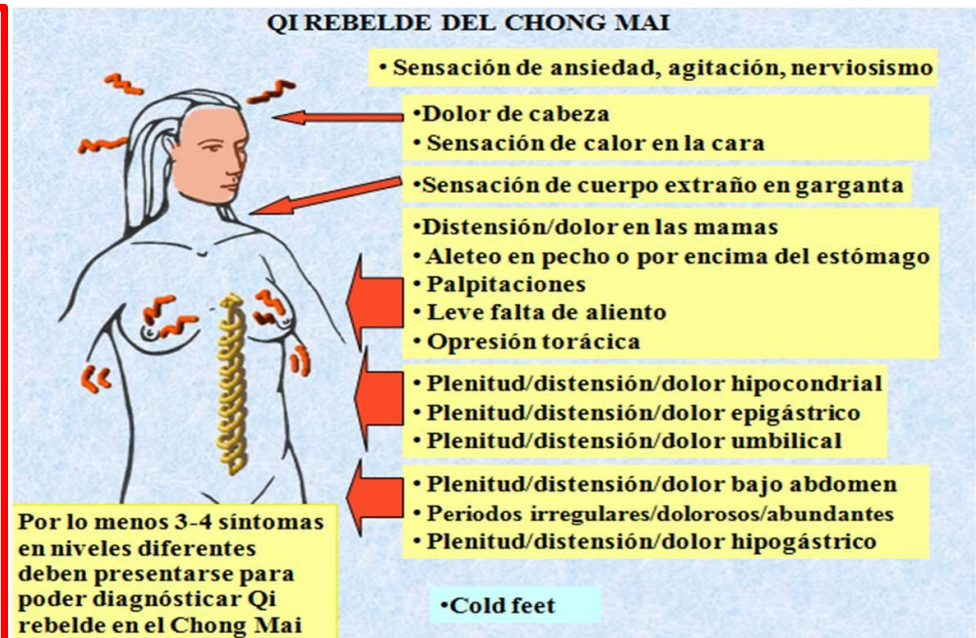 QI REBELDE DEL CHONG MAI
• Sensación de ansiedad, agitación, nerviosismo
•Dolor de cabeza
• Sensación de calor en la cara
•Sensación de cuerpo extraño en garganta
•Distensión/dolor en las mamas
• Aleteo en pecho o por encima del estómago
• Palpitaciones
• Leve falta de aliento
• Opresión torácica
• Plenitud/distensión/dolor hipocondrial
• Plenitud/distensión/dolor epigástrico
• Plenitud/distensión/dolor umbilical
• Plenitud/distensión/dolor bajo abdomen
• Periodos irregulares/dolorosos/abundantes
• Plenitud/distensión/dolor hipogástrico
Por lo menos 3-4 síntomas
en niveles diferentes
deben presentarse para
poder diagnósticar Qi
rebelde en el Chong Mai
•Cold feet